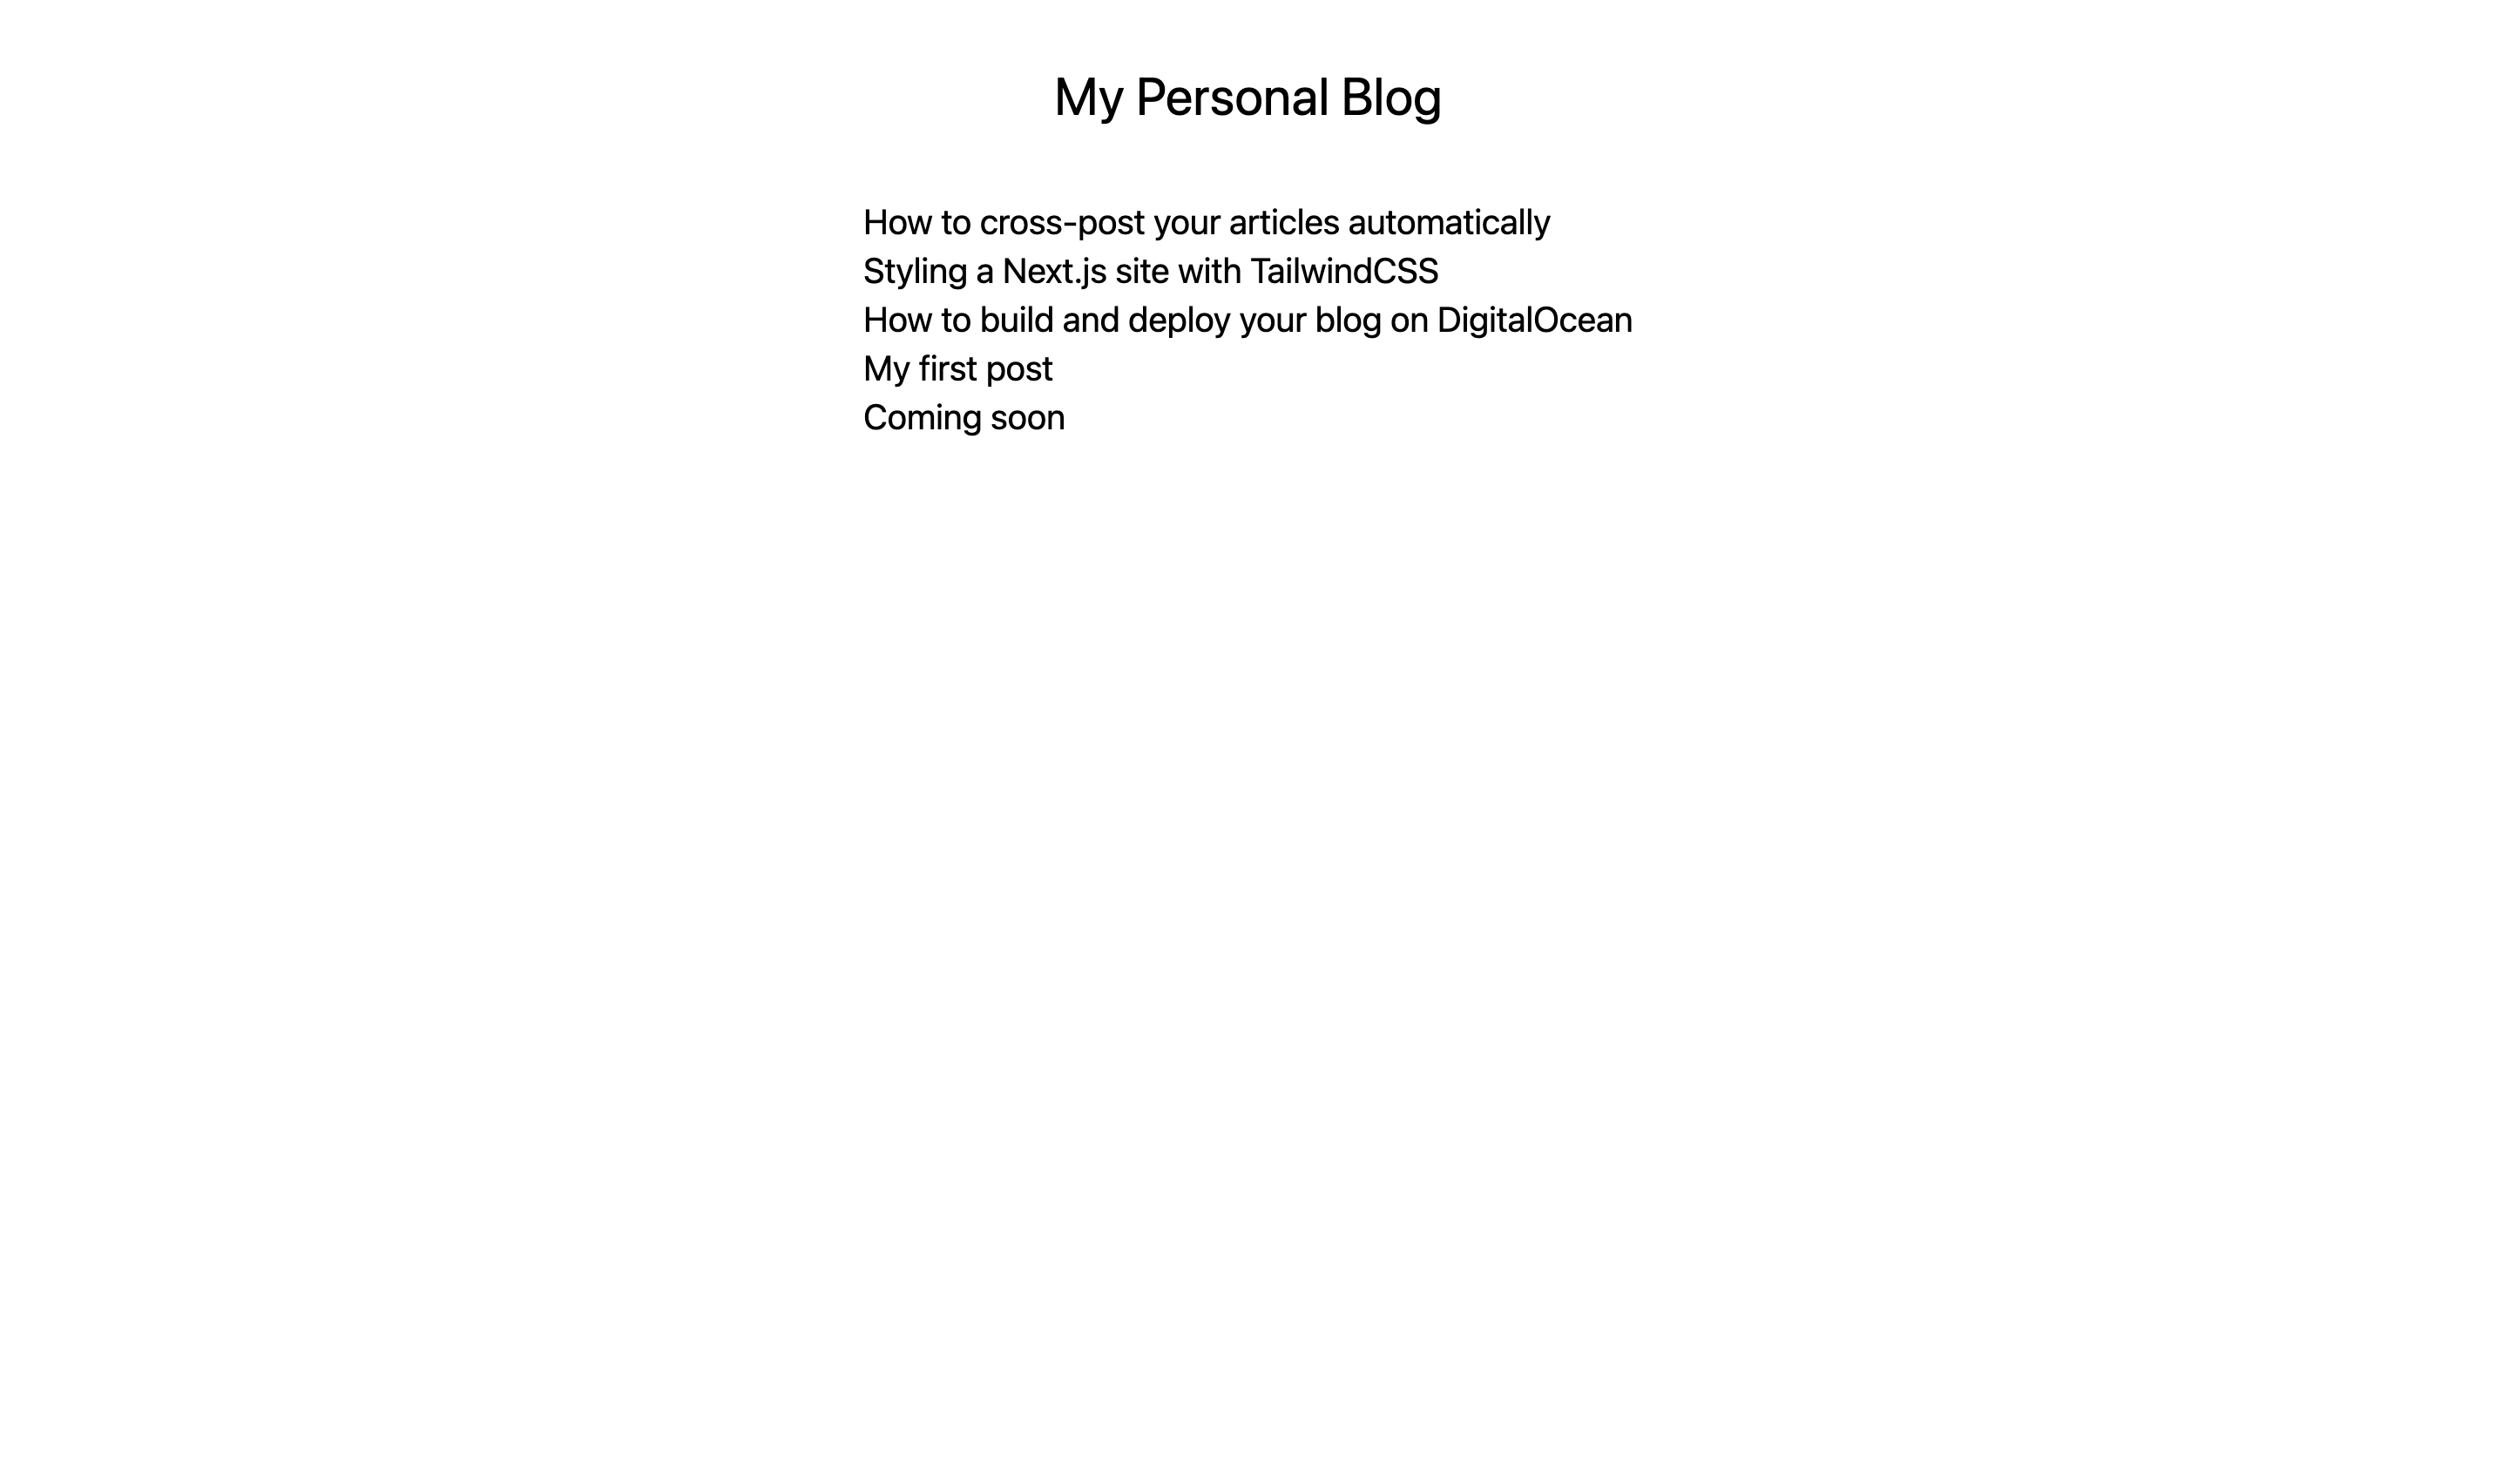 My Personal Blog
How to cross-post your articles automatically
Styling a Next.js site with TailwindCSS
How to build and deploy your blog on DigitalOcean
My first post
Coming soon